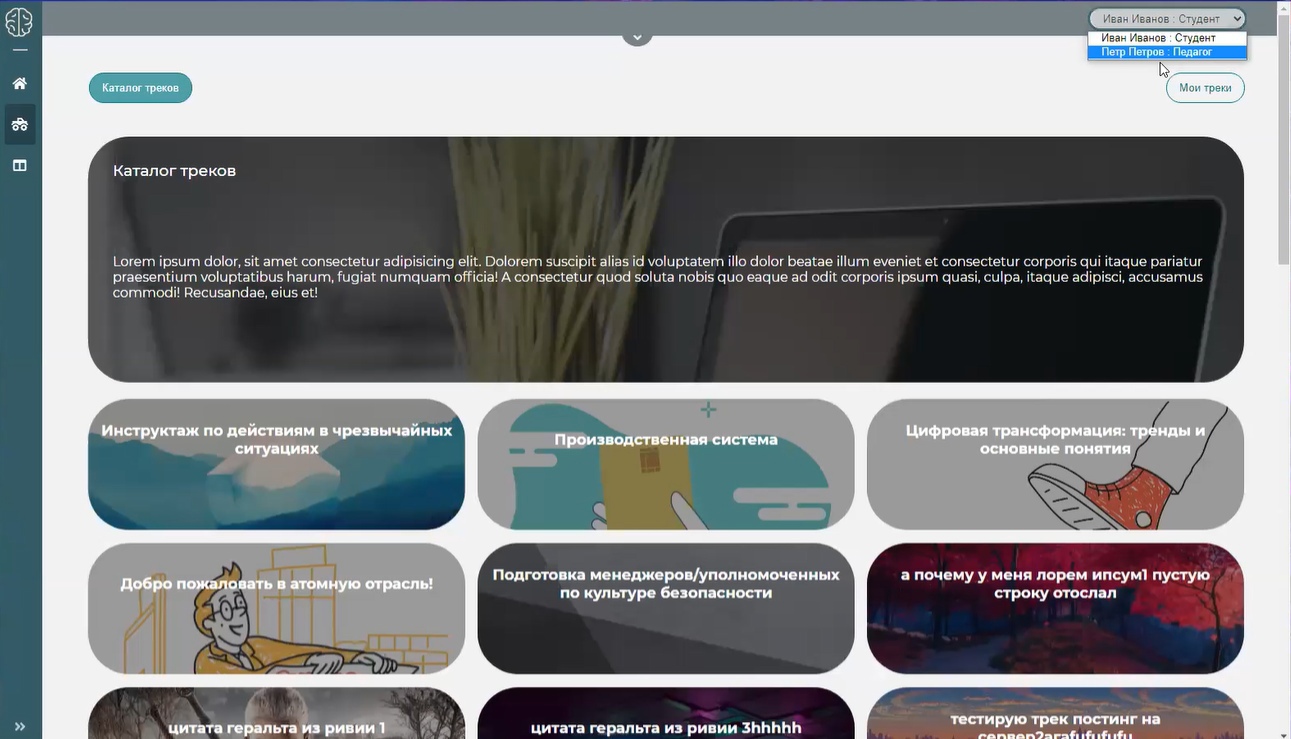 Иван Иванов : Студент
Иван Иванов : Студент
Петр Петров : Педагог
Каталог треков
Мои треки
Каталог треков
Lorem ipsum dolor, sit amet consectetur adipisicing elit. Dolorem suscipit alias id voluptatem illo dolor beatae illum eveniet et consectetur corporis qui itaque pariatur
praesentium voluptatibus harum, fugiat numquam officia! A consectetur quod soluta nobis quo eaque ad odit corporis ipsum quasi, culpa, itaque adipisci, accusamus
commodi! Recusandae, eius et!
Инструктаж по действиям в чрезвычайных
ситуациях
Производственная система
Цифровая трансформация: тренды и
основные понятия
Добро пожаловать в атомную отрасль!
Подготовка менеджеров/уполномоченных
по культуре безопасности
а почему у меня лорем ипсум1 пустую
строку отослал
цитата геральта из ривии 1
цитата геральта из ривии 3hhhhh
тестирую трек постинг на
сервер2агаfufufufu